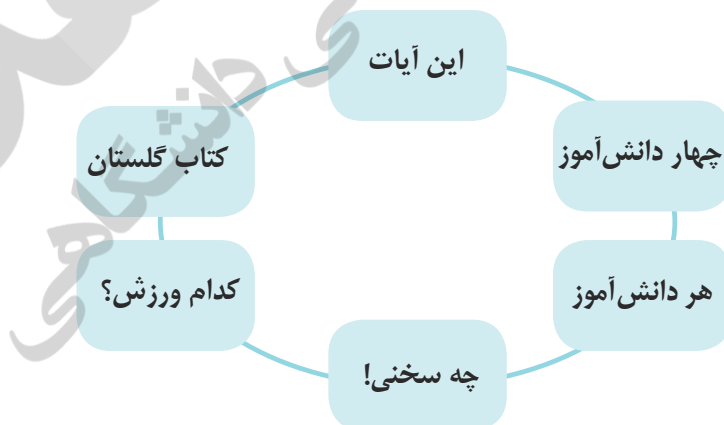 این آیات
چهار دانش‌آموز
هر دانش‌آموز
چه سخنی!
کدام ورزش؟
کتاب گلستان